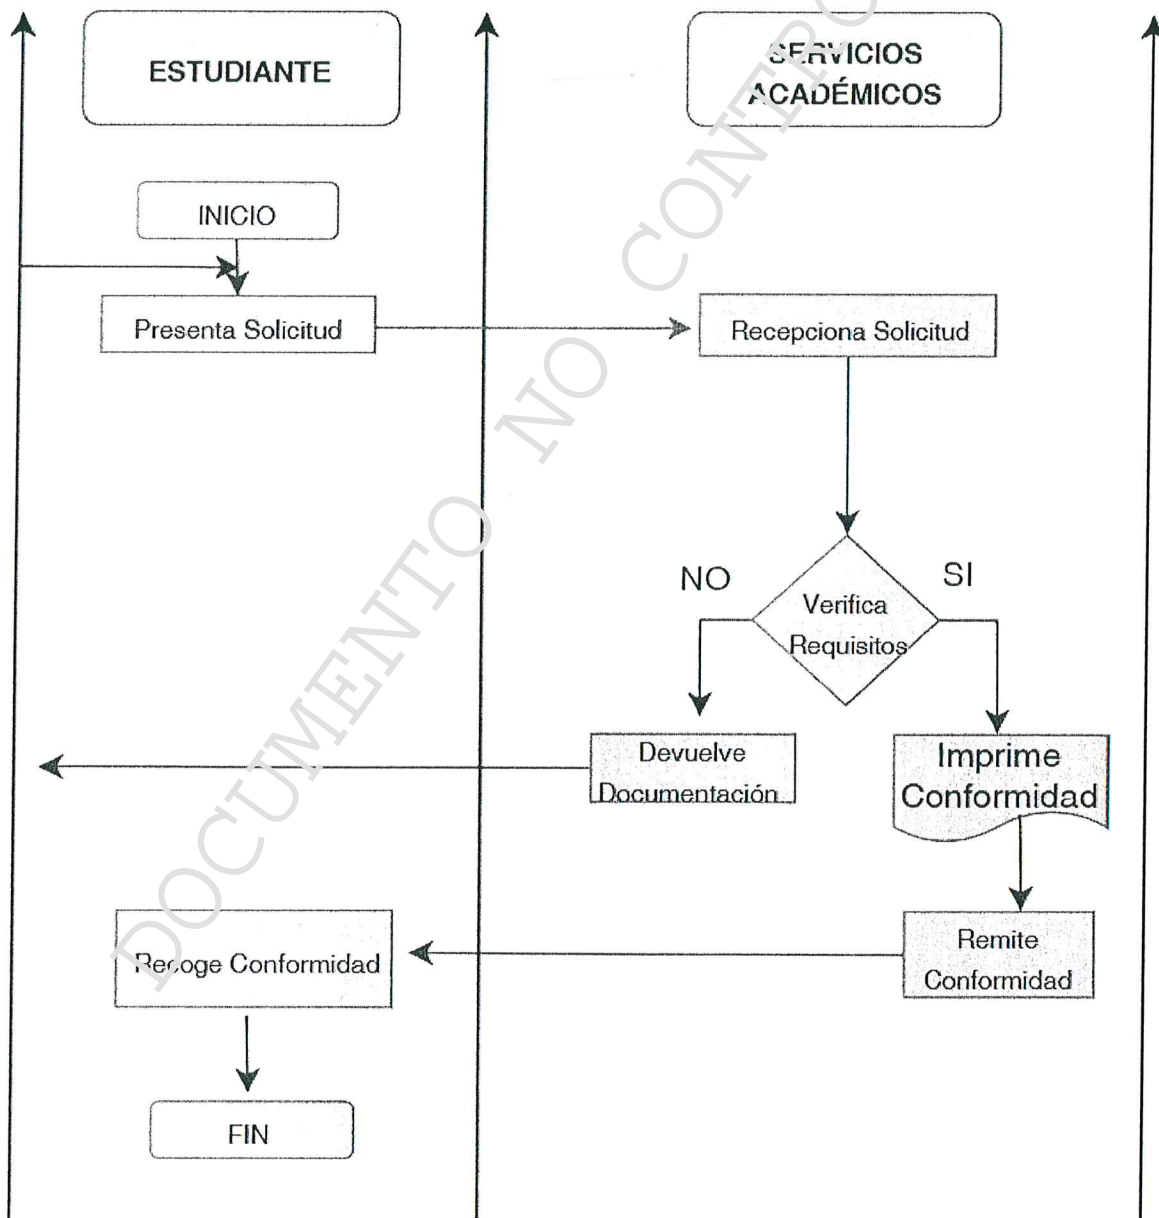 ESTUDIANTE
SERVICIOS
ACADÉMICOS
INICIO
Presenta Solicitud
Recepciona Solicitud
NO
SI
Verifica
Requisitos
Devuelve
Documentación
Imprime
Conformidad
Recoge Conformidad
Remite
Conformidad
FIN
DOCUMENTO NO CONTRO